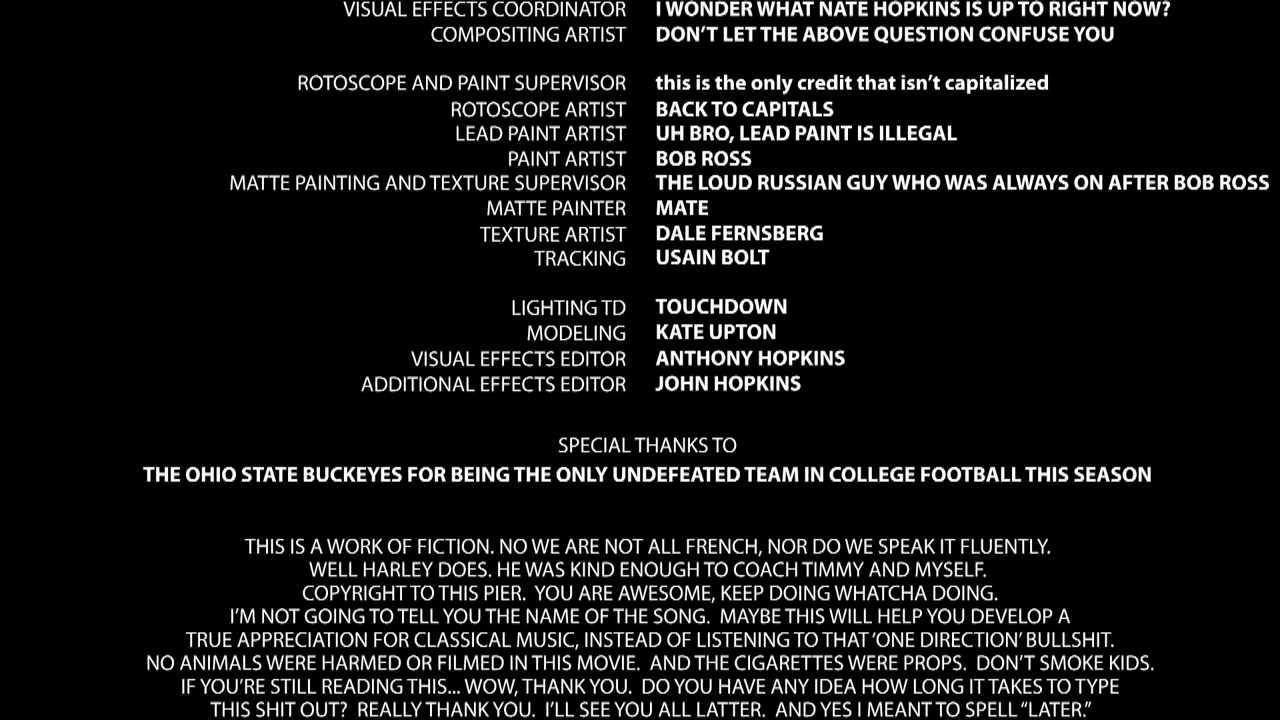 VISUAL EFFECTS COORDINATOR I WONDER WHAT NATE HOPKINS IS UP TO RIGHT NOW?
COMPOSITING ARTIST DON'T LET THE ABOVE QUESTION CONFUSE YOU
ROTOSCOPE AND PAINT SUPERVISOR this is the only credit that isn't capitalized
ROTOSCOPE ARTIST BACK TO CAPITALS
LEAD PAINT ARTIST UH BRO, LEAD PAINT IS ILLEGAL
PAINT ARTIST BOB ROSS
MATTE PAINTING AND TEXTURE SUPERVISOR THE LOUD RUSSIAN GUY WHO WAS ALWAYS ON AFTER BOB ROSS
MATTE PAINTER MATE
TEXTURE ARTIST DALE FERNSBERG
TRACKING USAIN BOLT
LIGHTING TD TOUCHDOWN
MODELING KATE UPTON
VISUAL EFFECTS EDITOR ANTHONY HOPKINS
ADDITIONAL EFFECTS EDITOR JOHN HOPKINS
SPECIAL THANKS TO
THE OHIO STATE BUCKEYES FOR BEING THE ONLY UNDEFEATED TEAM IN COLLEGE FOOTBALL THIS SEASON
THIS IS A WORK OF FICTION. NO WE ARE NOT ALL FRENCH, NOR DO WE SPEAK IT FLUENTLY.
WELL HARLEY DOES. HE WAS KIND ENOUGH TO COACH TIMMY AND MYSELF.
COPYRIGHT TO THIS PIER. YOU ARE AWESOME, KEEP DOING WHATCHA DOING.
I'M NOT GOING TO TELL YOU THE NAME OF THE SONG. MAYBE THIS WILL HELP YOU DEVELOP A
TRUE APPRECIATION FOR CLASSICAL MUSIC, INSTEAD OF LISTENING TO THAT 'ONE DIRECTION' BULLSHIT.
NO ANIMALS WERE HARMED OR FILMED IN THIS MOVIE. AND THE CIGARETTES WERE PROPS. DON'T SMOKE KIDS.
IF YOU'RE STILL READING THIS... WOW, THANK YOU. DO YOU HAVE ANY IDEA HOW LONG IT TAKES TO TYPE
THIS SHIT OUT? REALLY THANK YOU. I'LL SEE YOU ALL LATTER. AND YES I MEANT TO SPELL "LATER."